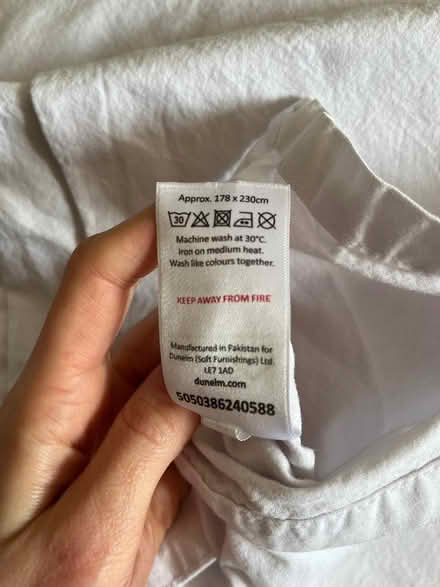 Approx. 178 x 230cm
30
Machine wash at 30°C.
Iron on medium heat.
Wash like colours together.
KEEP AWAY FROM FIRE
Manufactured in Pakistan for
Dunelm (Soft Furnishings) Ltd.
LE7 1AD
dunelm.com
5050386240588